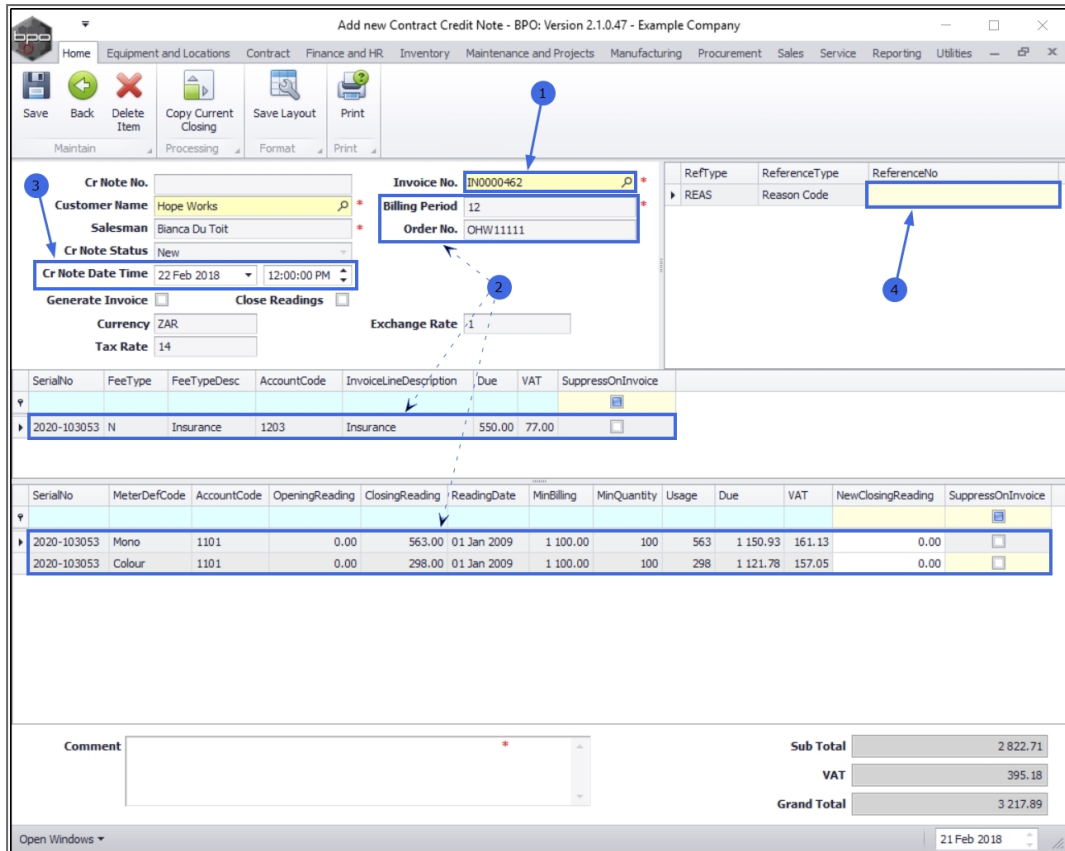 Add new Contract Credit Note - BPO: Version 2.1.0.47 - Example Company
bpo
Home Equipment and Locations Contract Finance and HR Inventory Maintenance and Projects Manufacturing Procurement Sales Service Reporting Utilities
Save Back Delete Item Copy Current Closing Save Layout Print
Maintain Processing Format Print
1
3
Cr Note No. Invoice No. IN0000462 *
Customer Name Hope Works * Billing Period 12 *
Salesman Bianca Du Toit * Order No. OHW11111
Cr Note Status New
Cr Note Date Time 22 Feb 2018 12:00:00 PM
Generate Invoice Close Readings
Currency ZAR Exchange Rate 1
Tax Rate 14
2
RefType ReferenceType ReferenceNo
REAS Reason Code
4
SerialNo FeeType FeeTypeDesc AccountCode InvoiceLineDescription Due VAT SuppressOnInvoice
2020-103053 N Insurance 1203 Insurance 550.00 77.00
SerialNo MeterDefCode AccountCode OpeningReading ClosingReading ReadingDate MinBilling MinQuantity Usage Due VAT NewClosingReading SuppressOnInvoice
2020-103053 Mono 1101 0.00 563.00 01 Jan 2009 1 100.00 100 563 1 150.93 161.13 0.00
2020-103053 Colour 1101 0.00 298.00 01 Jan 2009 1 100.00 100 298 1 121.78 157.05 0.00
Comment *
Sub Total 2 822.71
VAT 395.18
Grand Total 3 217.89
Open Windows 21 Feb 2018